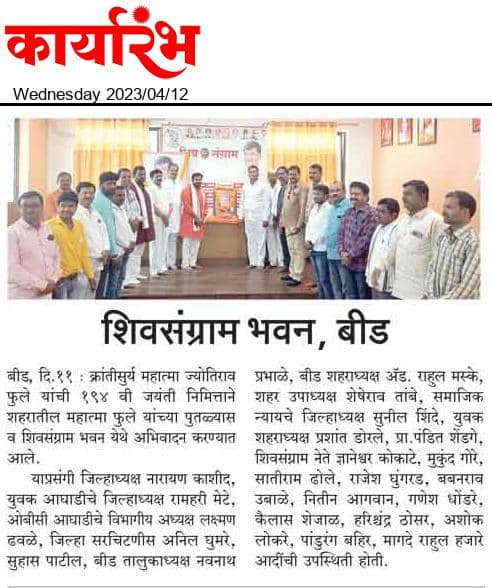 कार्यारंभ
Wednesday 2023/04/12
शिव संग्राम
शिवसंग्राम भवन, बीड
बीड, दि.११ : क्रांतीसुर्य महात्मा ज्योतिराव
फुले यांची १९४ वी जयंती निमित्ताने
शहरातील महात्मा फुले यांच्या पुतळ्यास
व शिवसंग्राम भवन येथे अभिवादन करण्यात
आले.
याप्रसंगी जिल्हाध्यक्ष नारायण काशीद,
युवक आघाडीचे जिल्हाध्यक्ष रामहरी मेटे,
ओबीसी आघाडीचे विभागीय अध्यक्ष लक्ष्मण
ढवळे, जिल्हा सरचिटणीस अनिल घुमरे,
सुहास पाटील, बीड तालुकाध्यक्ष नवनाथ
प्रभाळे, बीड शहराध्यक्ष अ‍ॅड. राहुल मस्के,
शहर उपाध्यक्ष शेषेराव तांबे, समाजिक
न्यायचे जिल्हाध्यक्ष सुनील शिंदे, युवक
शहराध्यक्ष प्रशांत डोरले, प्रा.पंडित शेंडगे,
शिवसंग्राम नेते ज्ञानेश्वर कोकाटे, मुकुंद गोरे,
सातीराम ढोले, राजेश घुंगरड, बबनराव
उबाळे, नितीन आगवान, गणेश धोंडरे,
कैलास शेजाळ, हरिश्चंद्र ठोसर, अशोक
लोकरे, पांडुरंग बहिर, मागदे राहुल हजारे
आदींची उपस्थिती होती.